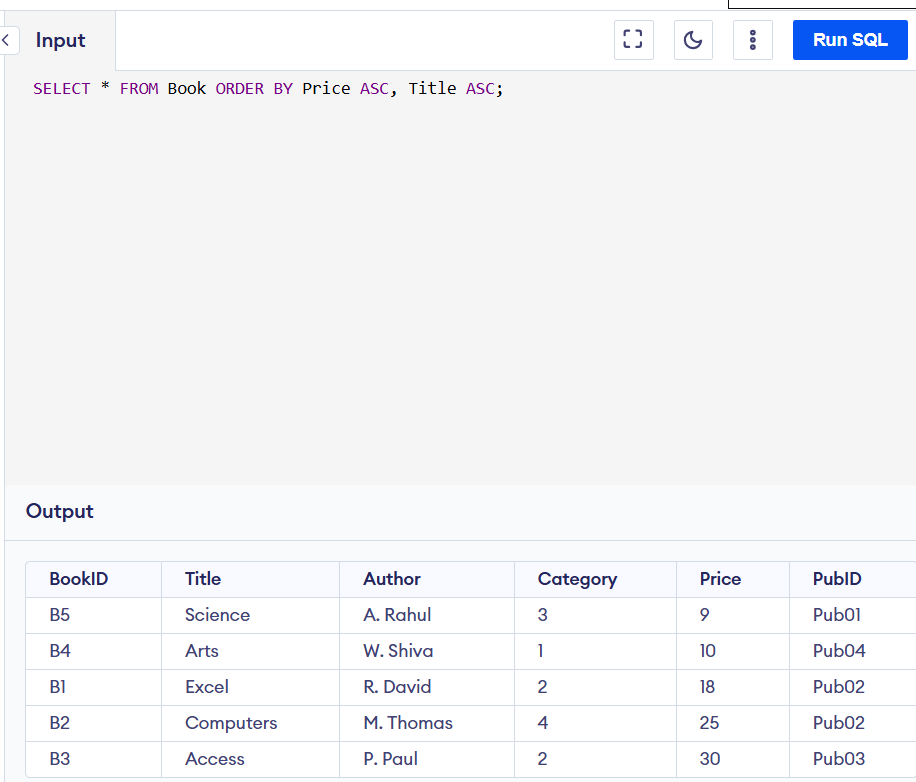 Input
Run SQL
SELECT * FROM Book ORDER BY Price ASC, Title ASC;
Output
BookID Title Author Category Price PubID
B5 Science A. Rahul 3 9 Pub01
B4 Arts W. Shiva 1 10 Pub04
B1 Excel R. David 2 18 Pub02
B2 Computers M. Thomas 4 25 Pub02
B3 Access P. Paul 2 30 Pub03